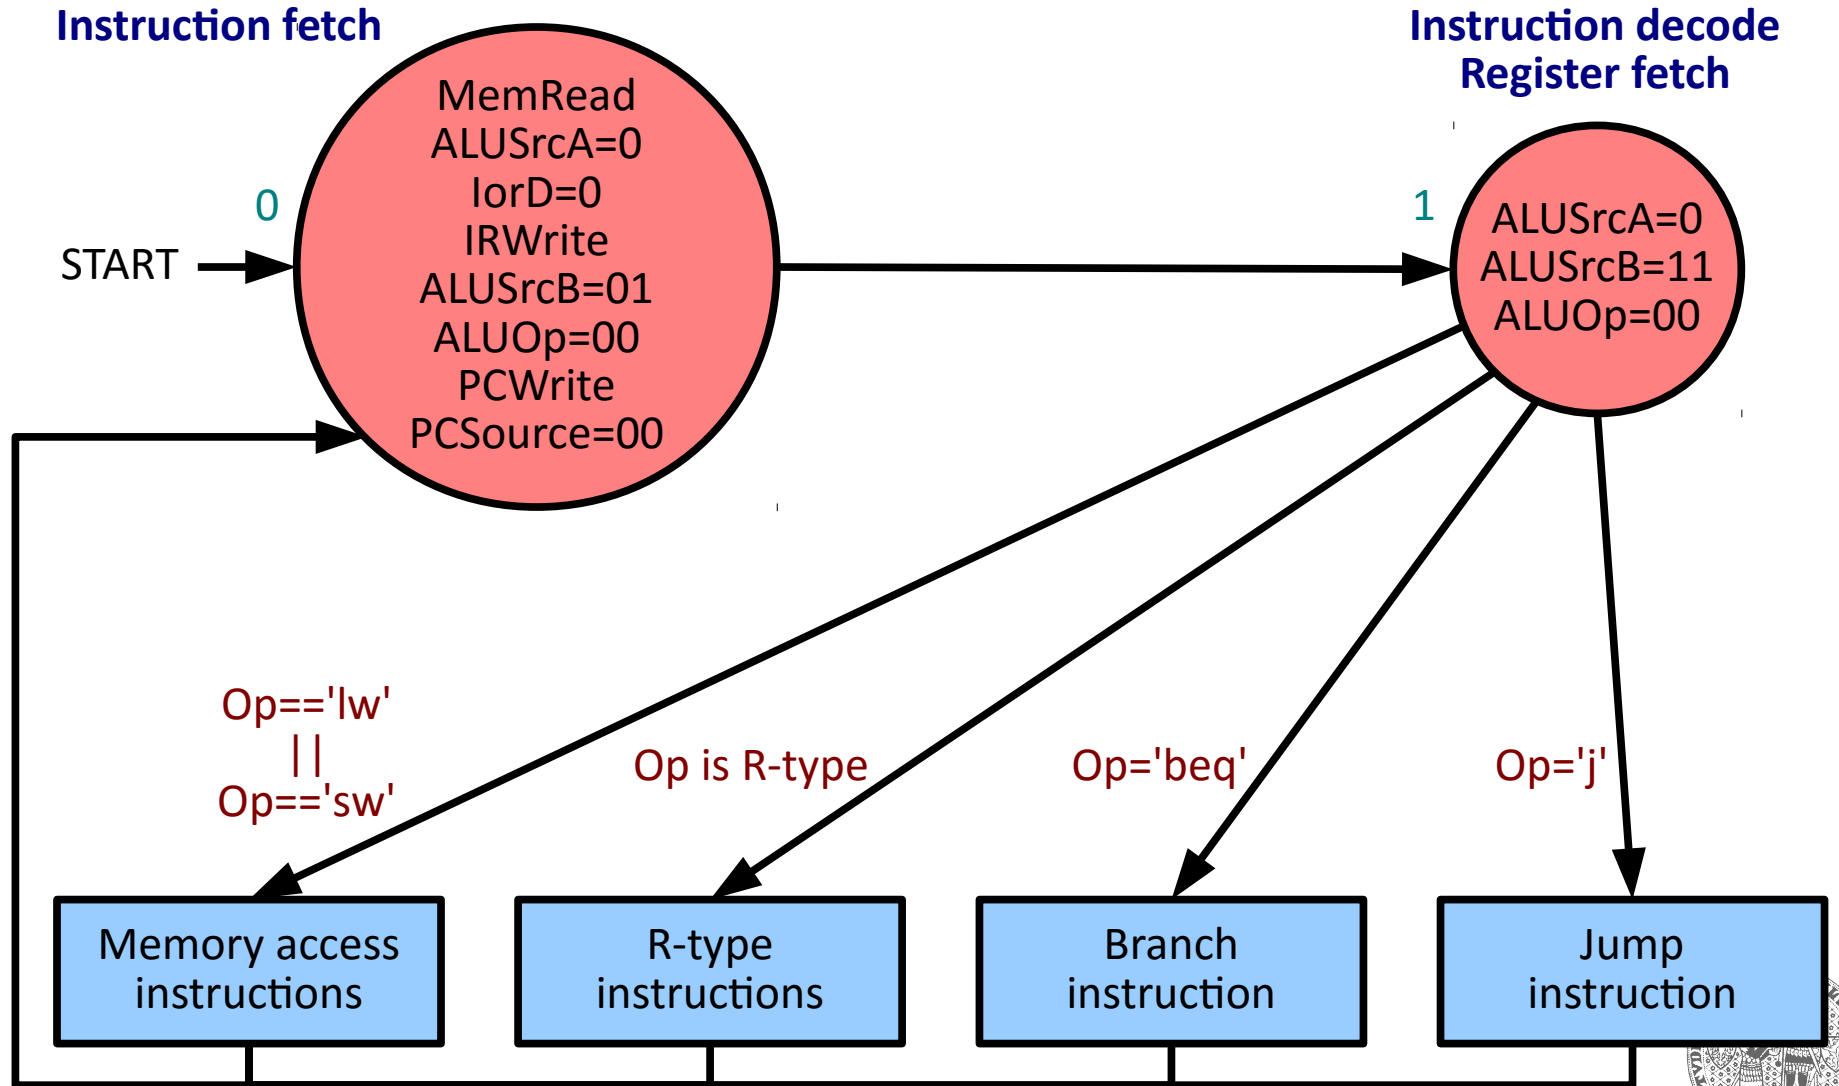 Instruction fetch
Instruction decode
Register fetch
MemRead
ALUSrcA=0
IorD=0
IRWrite
ALUSrcB=01
ALUOp=00
PCWrite
PCSource=00
0
START
1
ALUSrcA=0
ALUSrcB=11
ALUOp=00
Op=='lw'
||
Op=='sw'
Op is R-type
Op='beq'
Op='j'
Memory access
instructions
R-type
instructions
Branch
instruction
Jump
instruction